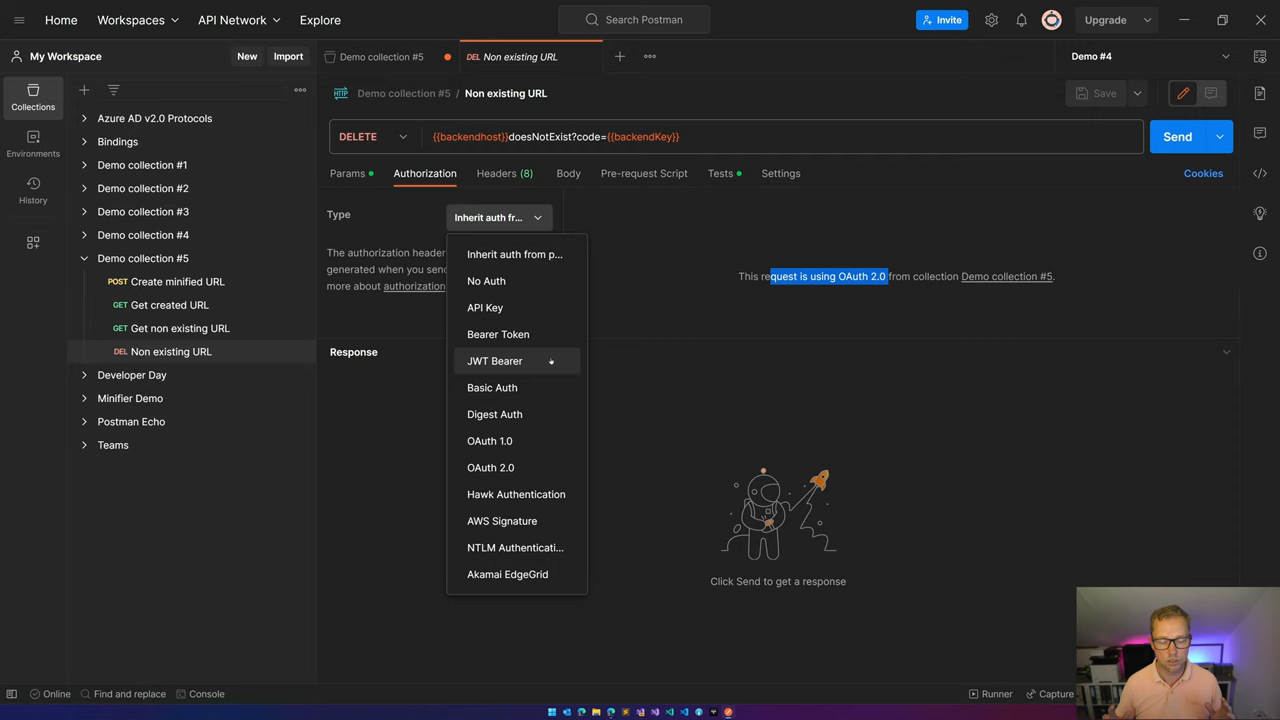 Home
Workspaces
API Network
Explore
Search Postman
Invite
Upgrade
My Workspace
New
Import
Demo collection #5
DEL Non existing URL
Demo #4
Collections
Environments
History
Azure AD v2.0 Protocols
Bindings
Demo collection #1
Demo collection #2
Demo collection #3
Demo collection #4
Demo collection #5
POST Create minified URL
GET Get created URL
GET Get non existing URL
DEL Non existing URL
Developer Day
Minifier Demo
Postman Echo
Teams
HTTP Demo collection #5 / Non existing URL
Save
DELETE
{{backendhost}}doesNotExist?code={{backendKey}}
Send
Params
Authorization
Headers (8)
Body
Pre-request Script
Tests
Settings
Cookies
Type
Inherit auth fr...
The authorization header
generated when you send
more about authorization
Inherit auth from p...
No Auth
API Key
Bearer Token
JWT Bearer
Basic Auth
Digest Auth
OAuth 1.0
OAuth 2.0
Hawk Authentication
AWS Signature
NTLM Authenticati...
Akamai EdgeGrid
This request is using OAuth 2.0 from collection Demo collection #5.
Response
Click Send to get a response
Online
Find and replace
Console
Runner
Capture